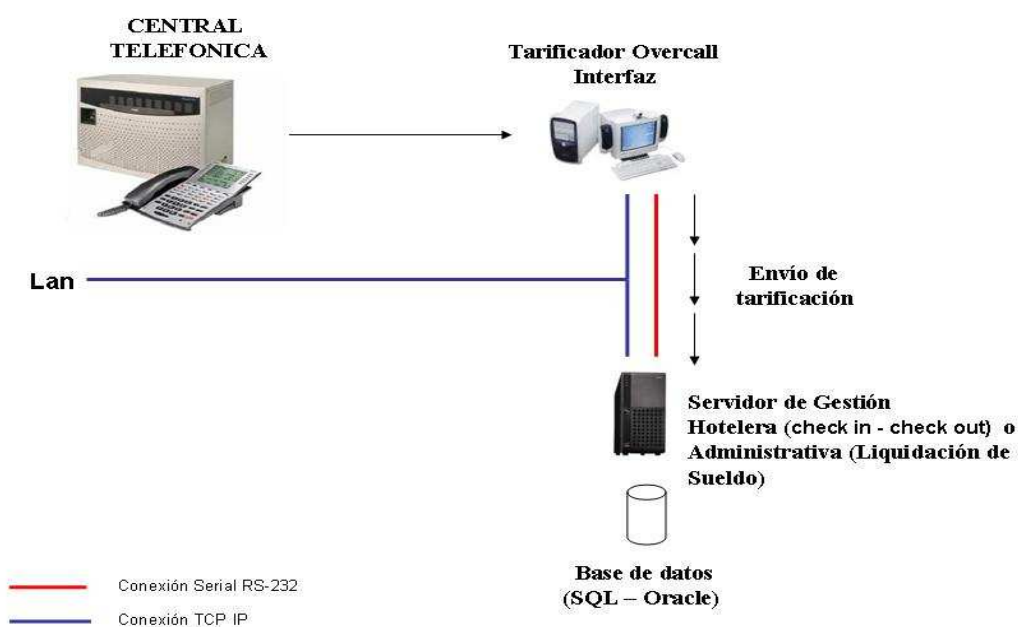 CENTRAL
TELEFONICA
Tarificador Overcall
Interfaz
Lan
Envío de
tarificación
Servidor de Gestión
Hotelera (check in - check out) o
Administrativa (Liquidación de
Sueldo)
Base de datos
(SQL – Oracle)
Conexión Serial RS-232
Conexión TCP IP